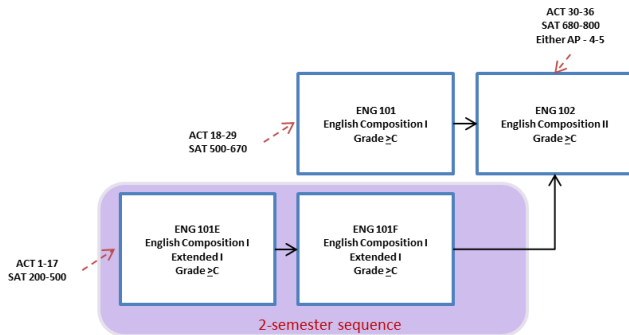 ACT 30-36
SAT 680-800
Either AP - 4-5
ENG 101
English Composition I
Grade >C
ENG 102
English Composition II
Grade >C
ACT 18-29
SAT 500-670
ENG 101E
English Composition I
Extended I
Grade >C
ENG 101F
English Composition I
Extended I
Grade >C
ACT 1-17
SAT 200-500
2-semester sequence